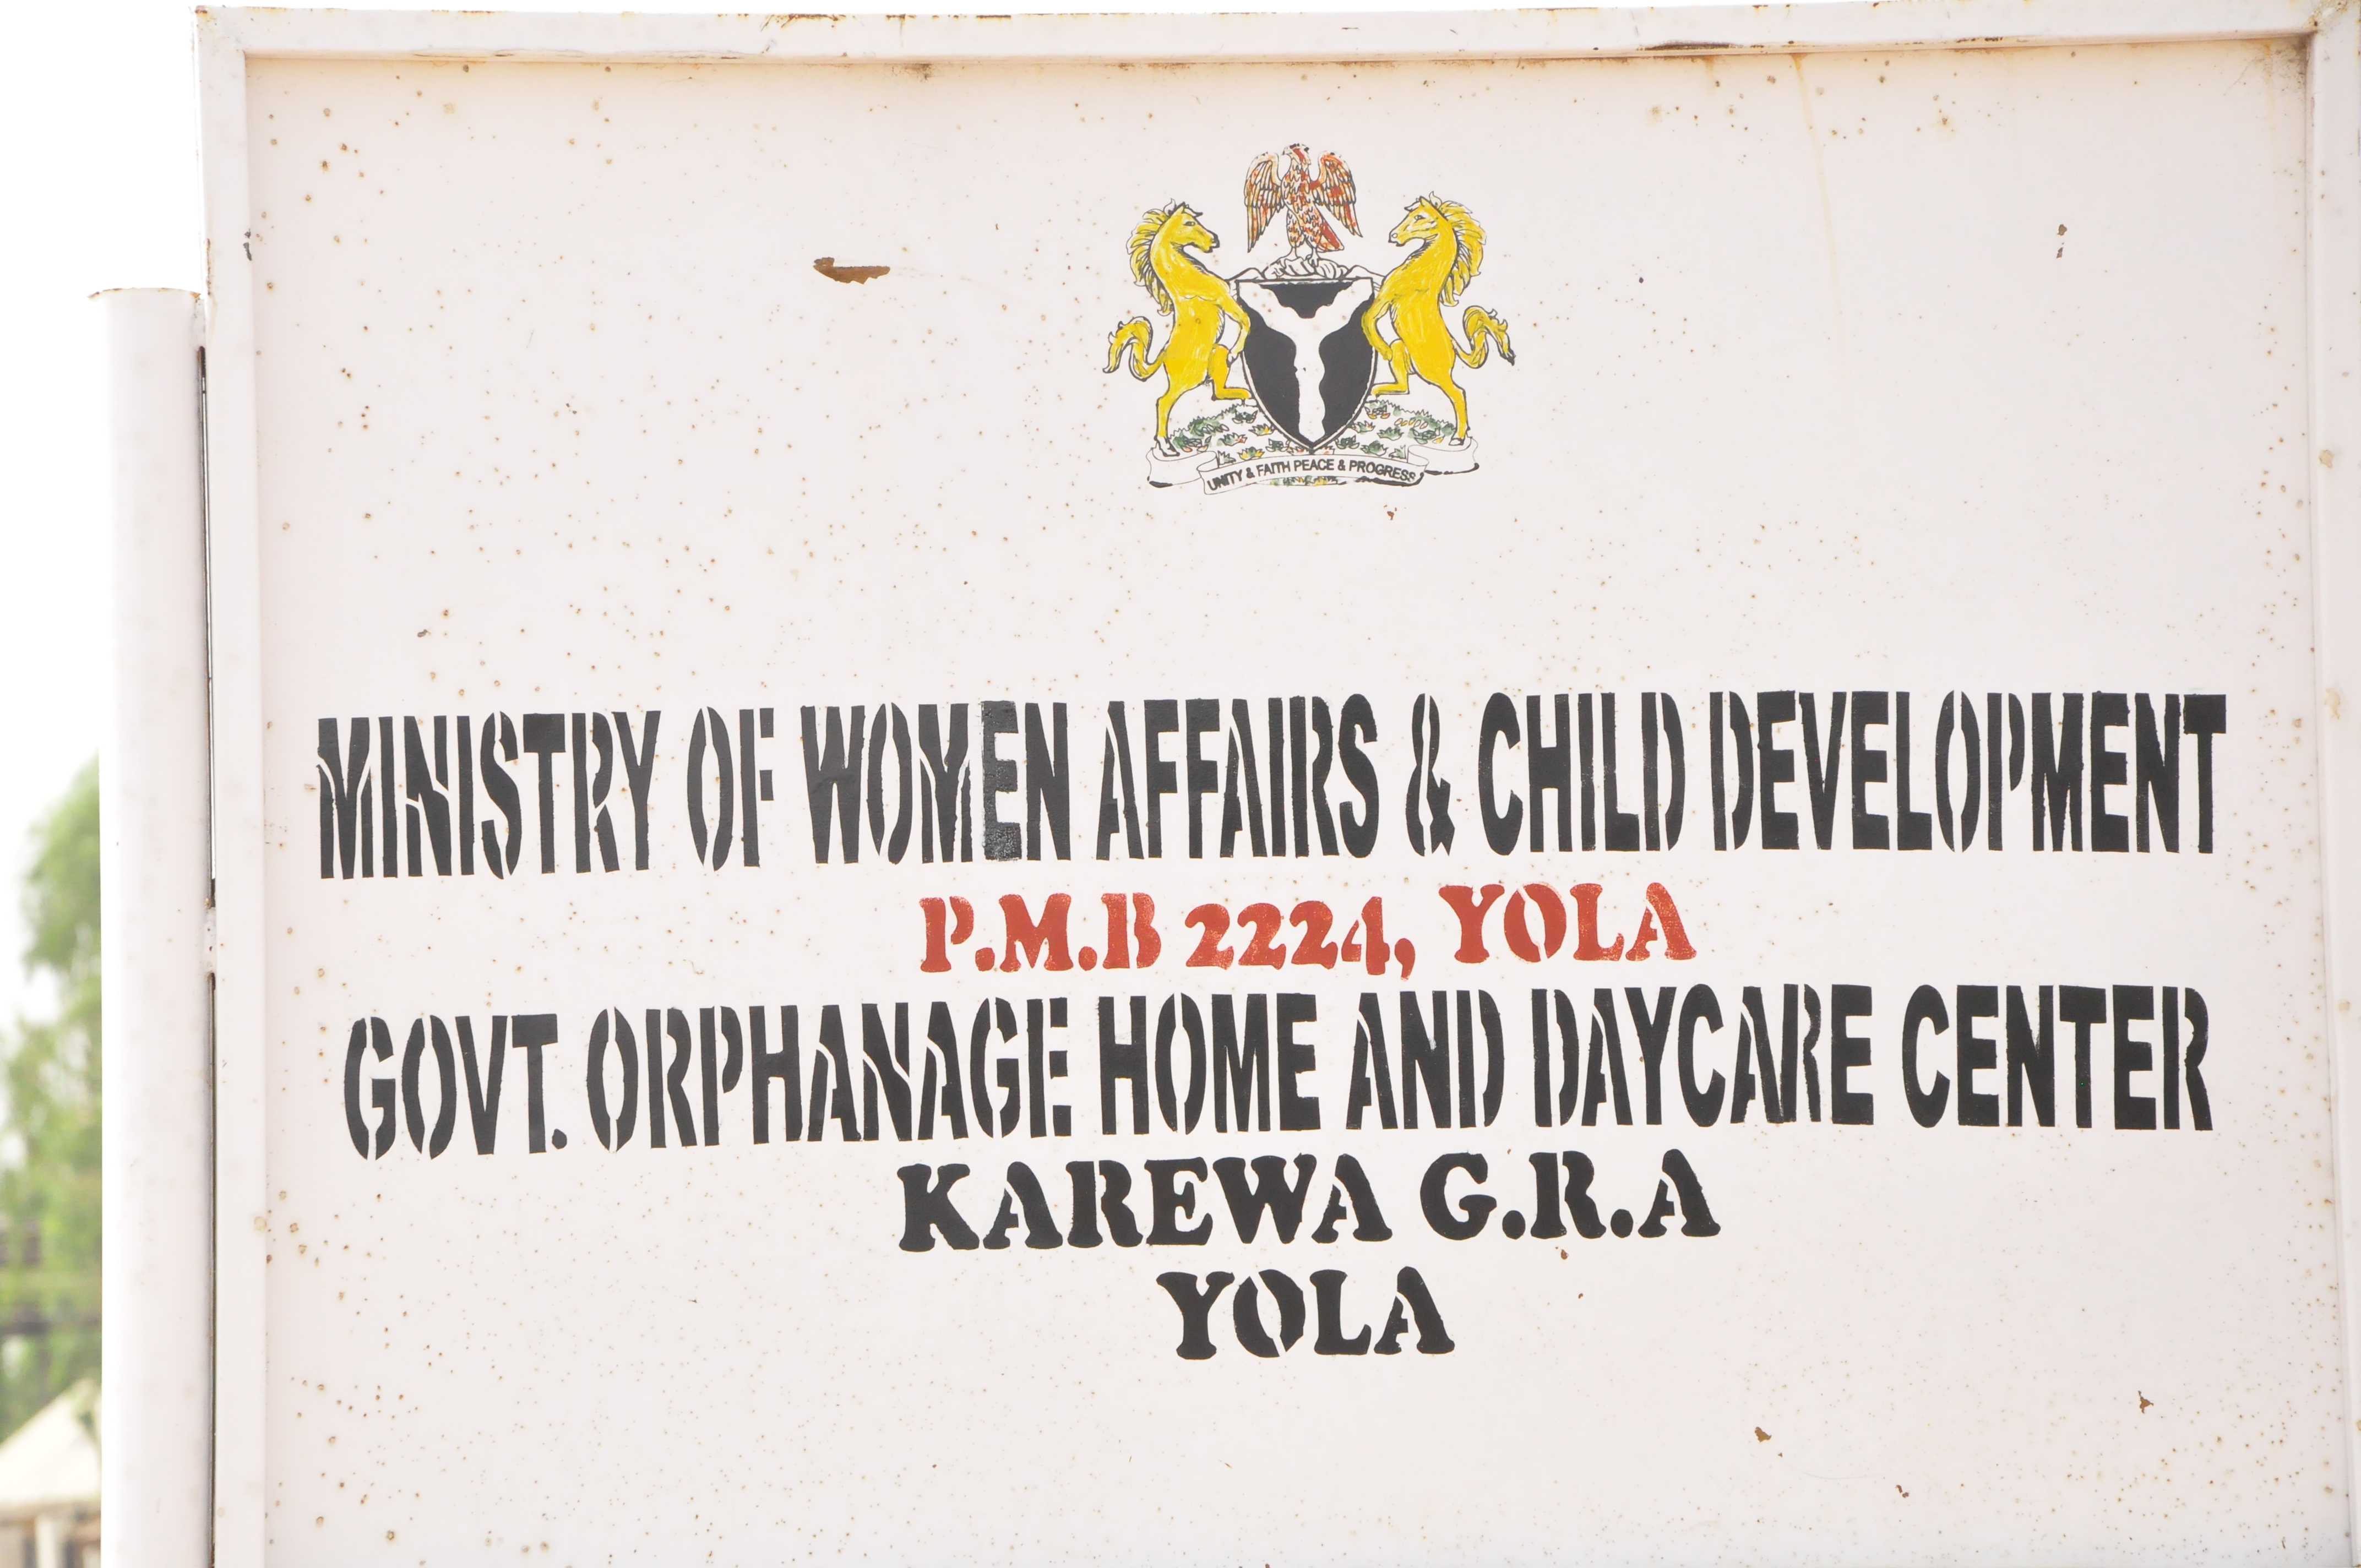 UNITY & FAITH PEACE & PROGRESS
MINISTRY OF WOMEN AFFAIRS & CHILD DEVELOPMENT
P.M.B 2224, YOLA
GOVT. ORPHANAGE HOME AND DAYCARE CENTER
KAREWA G.R.A
YOLA